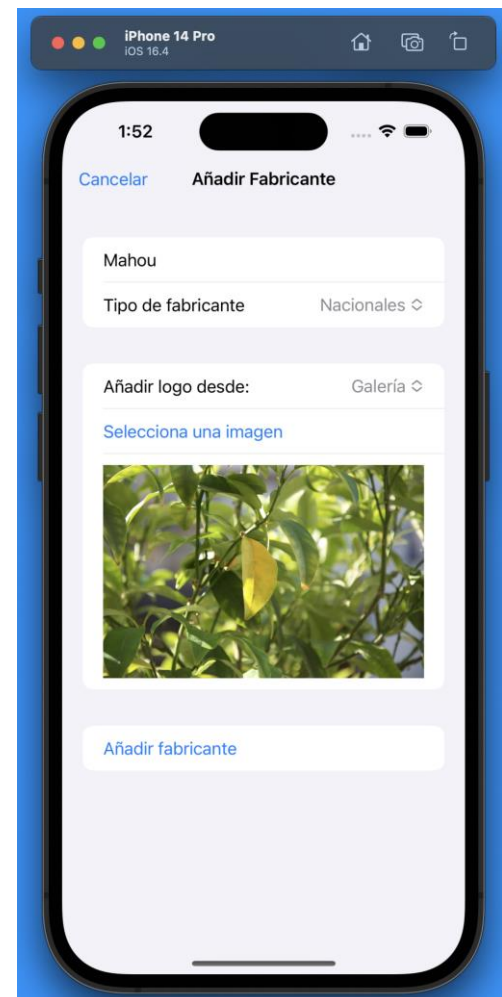 iPhone 14 Pro
iOS 16.4
1:52
Cancelar Añadir Fabricante
Mahou
Tipo de fabricante Nacionales
Añadir logo desde: Galería
Selecciona una imagen
Añadir fabricante